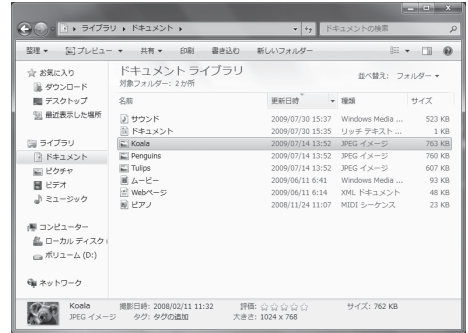 ライブラリ ▸ ドキュメント ▸
ドキュメントの検索
整理 ▼ プレビュー ▼ 共有 ▼ 印刷 書き込む 新しいフォルダー
お気に入り
ダウンロード
デスクトップ
最近表示した場所
ライブラリ
ドキュメント
ピクチャ
ビデオ
ミュージック
コンピューター
ローカル ディスク (
ボリューム (D:)
ネットワーク
ドキュメント ライブラリ
対象フォルダー: 2か所
並べ替え: フォルダー ▼
名前 更新日時 種類 サイズ
サウンド 2009/07/30 15:37 Windows Media ... 523 KB
ドキュメント 2009/07/30 15:35 リッチ テキスト ... 1 KB
Koala 2009/07/14 13:52 JPEG イメージ 763 KB
Penguins 2009/07/14 13:52 JPEG イメージ 760 KB
Tulips 2009/07/14 13:52 JPEG イメージ 607 KB
ムービー 2009/06/11 6:41 Windows Media ... 93 KB
Webページ 2009/06/11 6:14 XML ドキュメント 48 KB
ピアノ 2008/11/24 11:07 MIDI シーケンス 23 KB
Koala 撮影日時: 2008/02/11 11:32 評価: ☆☆☆☆☆ サイズ: 762 KB
JPEG イメージ タグ: タグの追加 大きさ: 1024 x 768